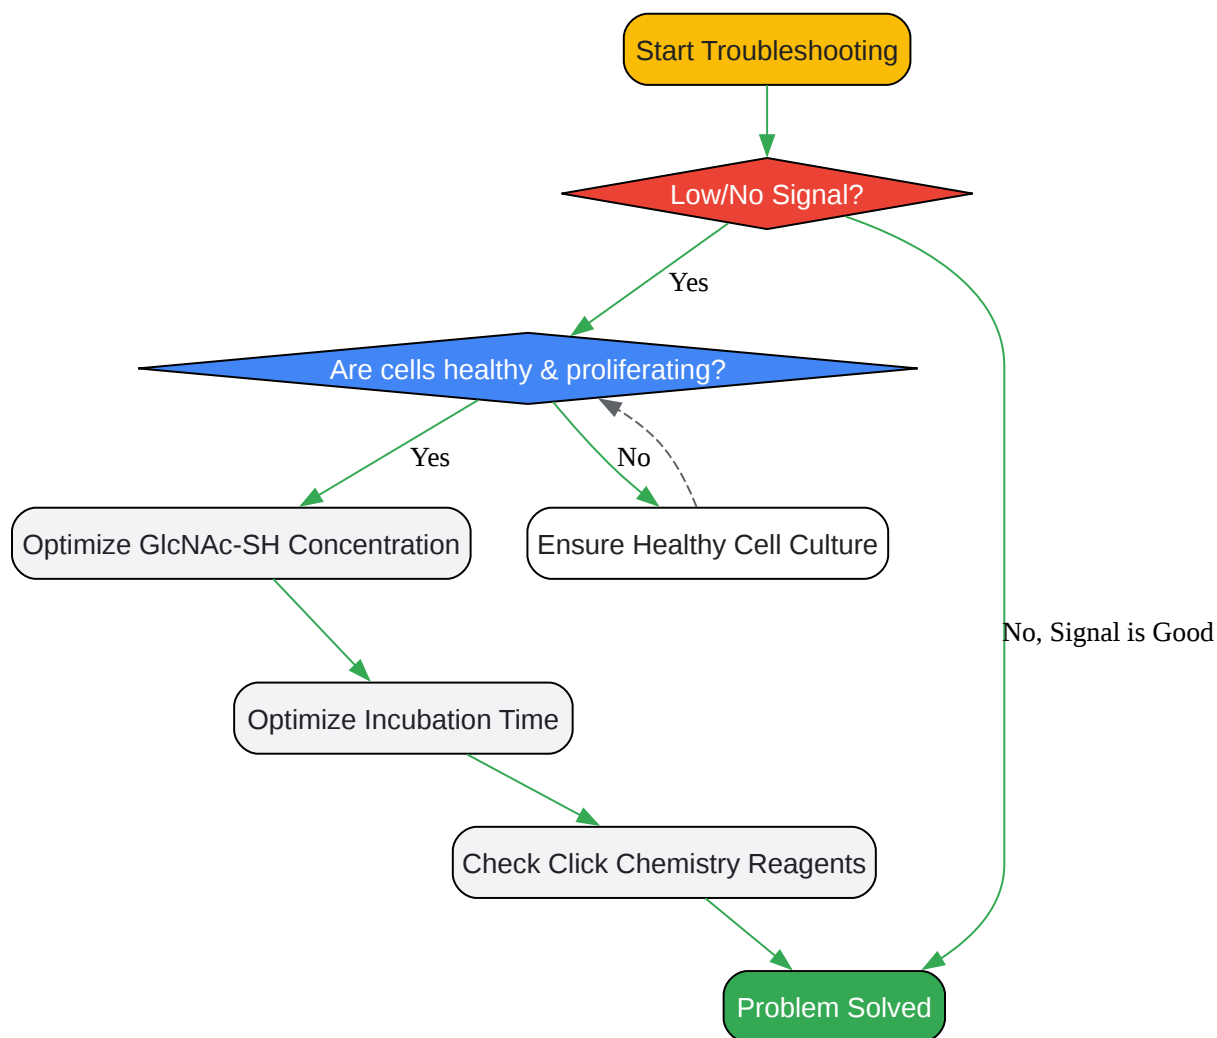 Start Troubleshooting
Low/No Signal?
Yes
Are cells healthy & proliferating?
Yes
No
Optimize GlcNAc-SH Concentration
Ensure Healthy Cell Culture
No, Signal is Good
Optimize Incubation Time
Check Click Chemistry Reagents
Problem Solved